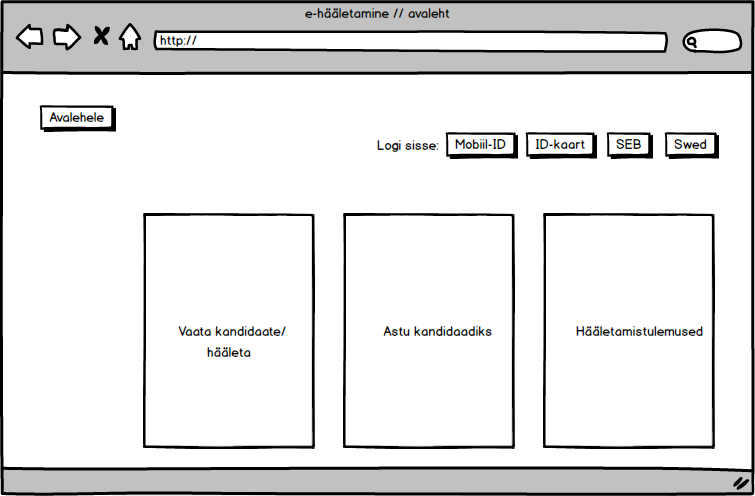 e-hääletamine // avaleht
http://
Avalehele
Logi sisse: Mobiil-ID ID-kaart SEB Swed
Vaata kandidaate/
hääleta
Astu kandidaadiks
Hääletamistulemused